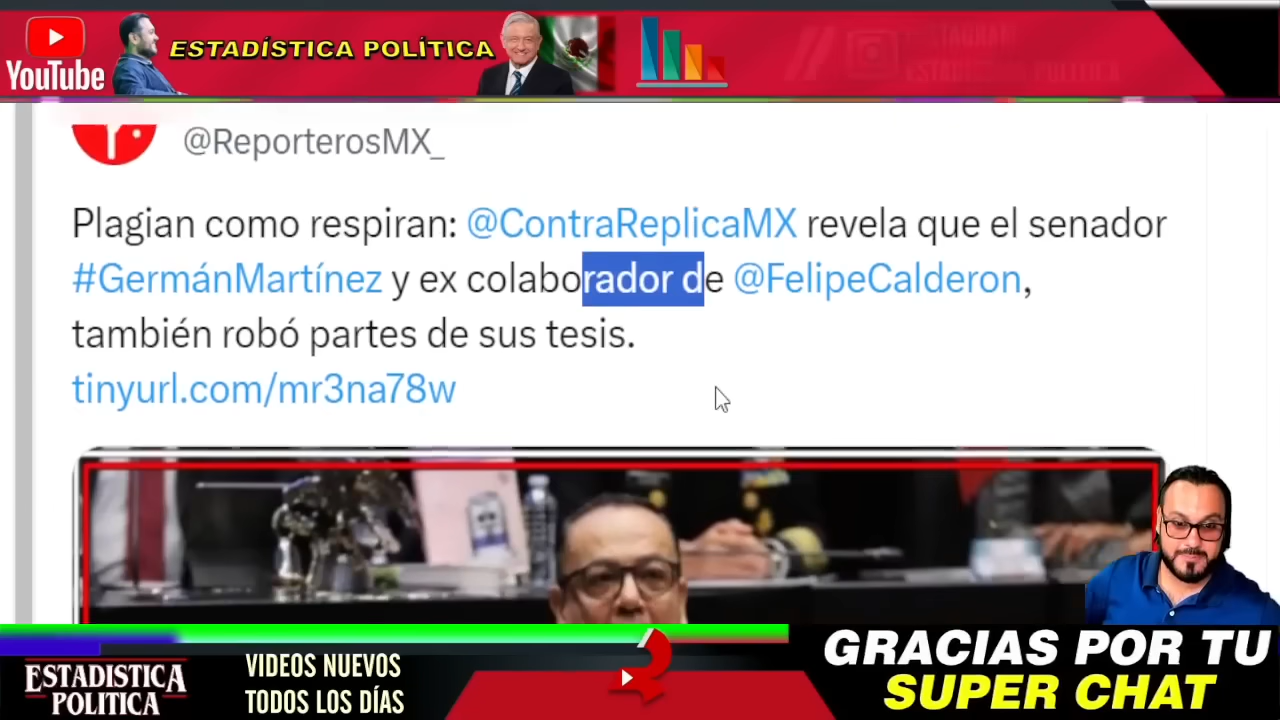 YouTube
ESTADÍSTICA POLÍTICA
@ReporterosMX_
Plagian como respiran: @ContraReplicaMX revela que el senador
#GermánMartínez y ex colaborador de @FelipeCalderon,
también robó partes de sus tesis.
tinyurl.com/mr3na78w
ESTADISTICA
POLÍTICA
VIDEOS NUEVOS
TODOS LOS DÍAS
GRACIAS POR TU
SUPER CHAT